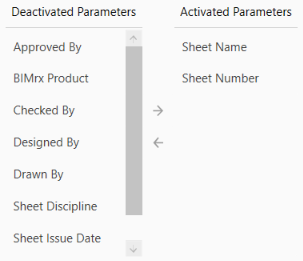 Deactivated Parameters
Approved By
BIMrx Product
Checked By
Designed By
Drawn By
Sheet Discipline
Sheet Issue Date
Activated Parameters
Sheet Name
Sheet Number